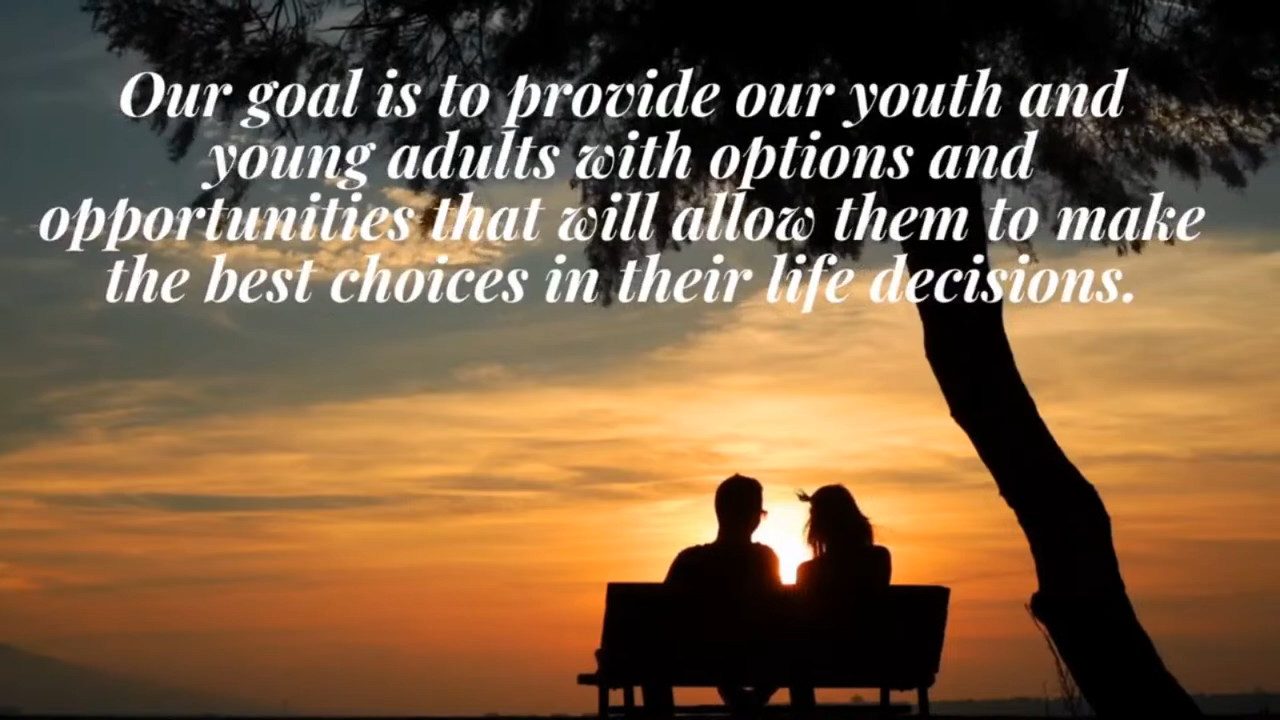 Our goal is to provide our youth and
young adults with options and
opportunities that will allow them to make
the best choices in their life decisions.